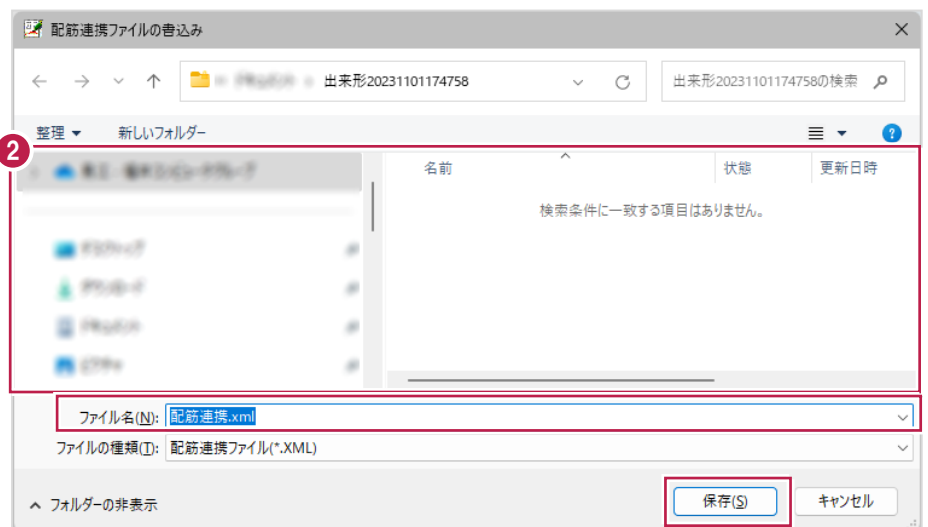 配筋連携ファイルの書込み
出来形20231101174758
出来形20231101174758の検索
整理 新しいフォルダー
2
名前 状態 更新日時
検索条件に一致する項目はありません。
ファイル名(N): 配筋連携.xml
ファイルの種類(T): 配筋連携ファイル(*.XML)
フォルダーの非表示 保存(S) キャンセル